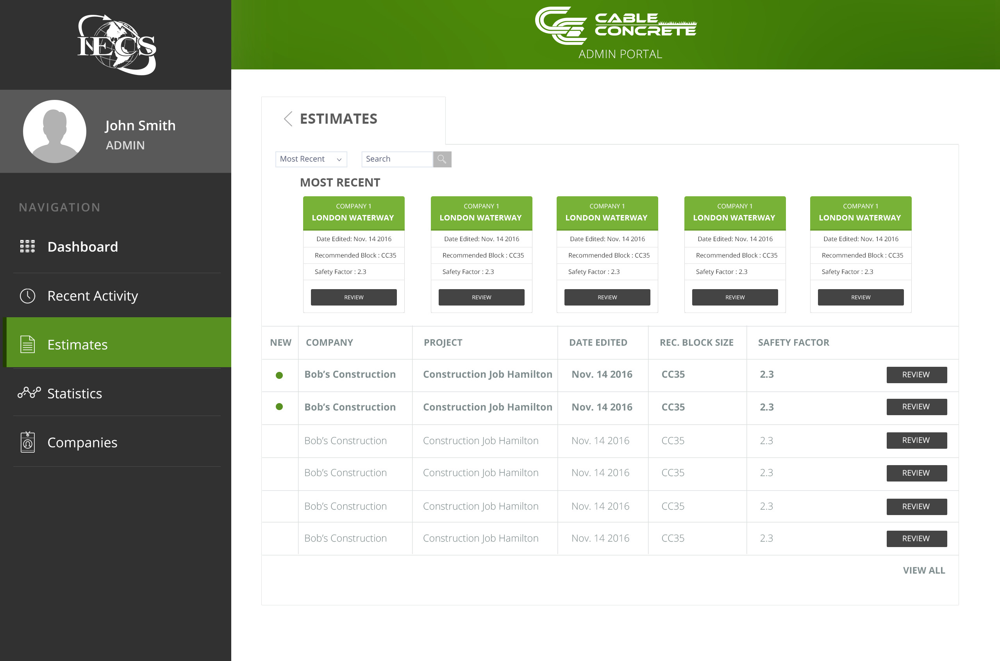 IECS
CABLE
CONCRETE
ADMIN PORTAL
John Smith
ADMIN
NAVIGATION
Dashboard
Recent Activity
Estimates
Statistics
Companies
ESTIMATES
Most Recent Search
MOST RECENT
COMPANY 1 COMPANY 1 COMPANY 1 COMPANY 1 COMPANY 1
LONDON WATERWAY LONDON WATERWAY LONDON WATERWAY LONDON WATERWAY LONDON WATERWAY
Date Edited: Nov. 14 2016 Date Edited: Nov. 14 2016 Date Edited: Nov. 14 2016 Date Edited: Nov. 14 2016 Date Edited: Nov. 14 2016
Recommended Block : CC35 Recommended Block : CC35 Recommended Block : CC35 Recommended Block : CC35 Recommended Block : CC35
Safety Factor : 2.3 Safety Factor : 2.3 Safety Factor : 2.3 Safety Factor : 2.3 Safety Factor : 2.3
REVIEW REVIEW REVIEW REVIEW REVIEW
NEW COMPANY PROJECT DATE EDITED REC. BLOCK SIZE SAFETY FACTOR
Bob’s Construction Construction Job Hamilton Nov. 14 2016 CC35 2.3 REVIEW
Bob’s Construction Construction Job Hamilton Nov. 14 2016 CC35 2.3 REVIEW
Bob’s Construction Construction Job Hamilton Nov. 14 2016 CC35 2.3 REVIEW
Bob’s Construction Construction Job Hamilton Nov. 14 2016 CC35 2.3 REVIEW
Bob’s Construction Construction Job Hamilton Nov. 14 2016 CC35 2.3 REVIEW
Bob’s Construction Construction Job Hamilton Nov. 14 2016 CC35 2.3 REVIEW
VIEW ALL